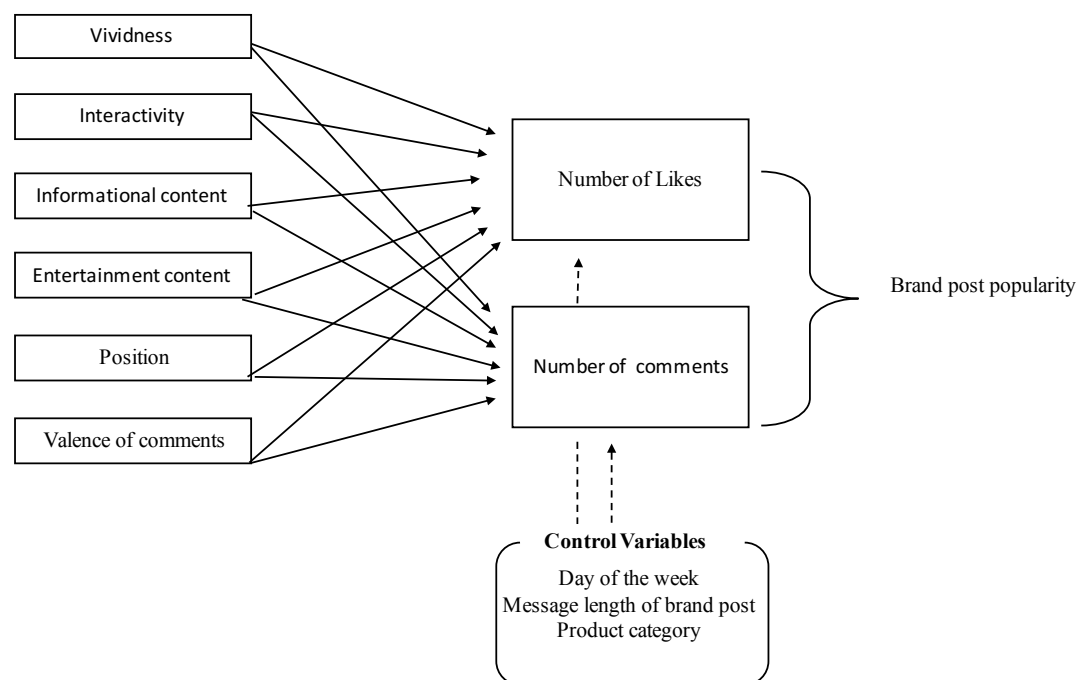 Vividness
Interactivity
Informational content
Entertainment content
Position
Valence of comments
Number of Likes
Number of comments
Brand post popularity
Control Variables
Day of the week
Message length of brand post
Product category